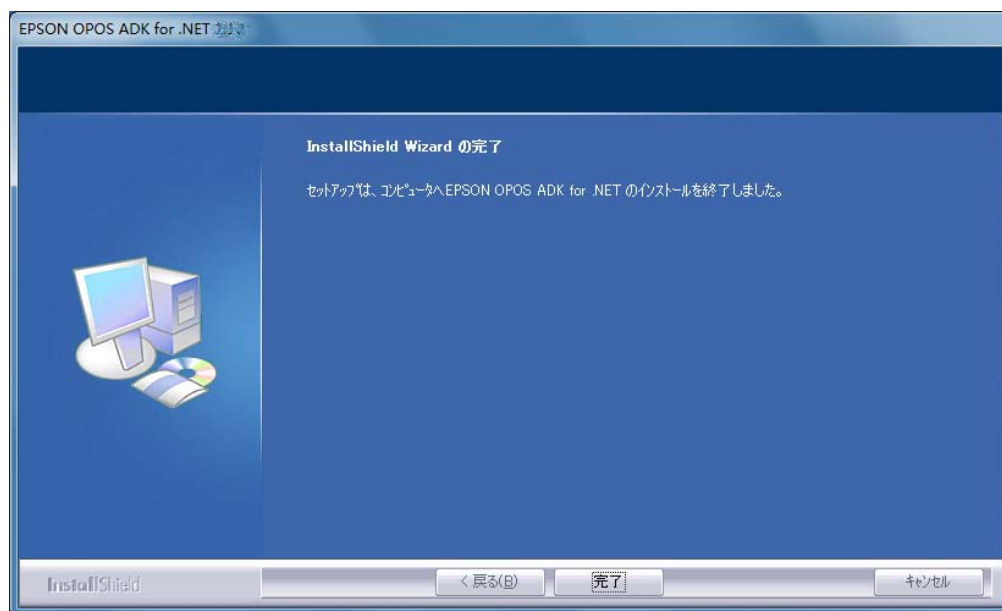 EPSON OPOS ADK for .NET
InstallShield Wizard の完了
セットアップは、コンピュータへEPSON OPOS ADK for .NET のインストールを終了しました。
InstallShield
< 戻る(B)
完了
キャンセル